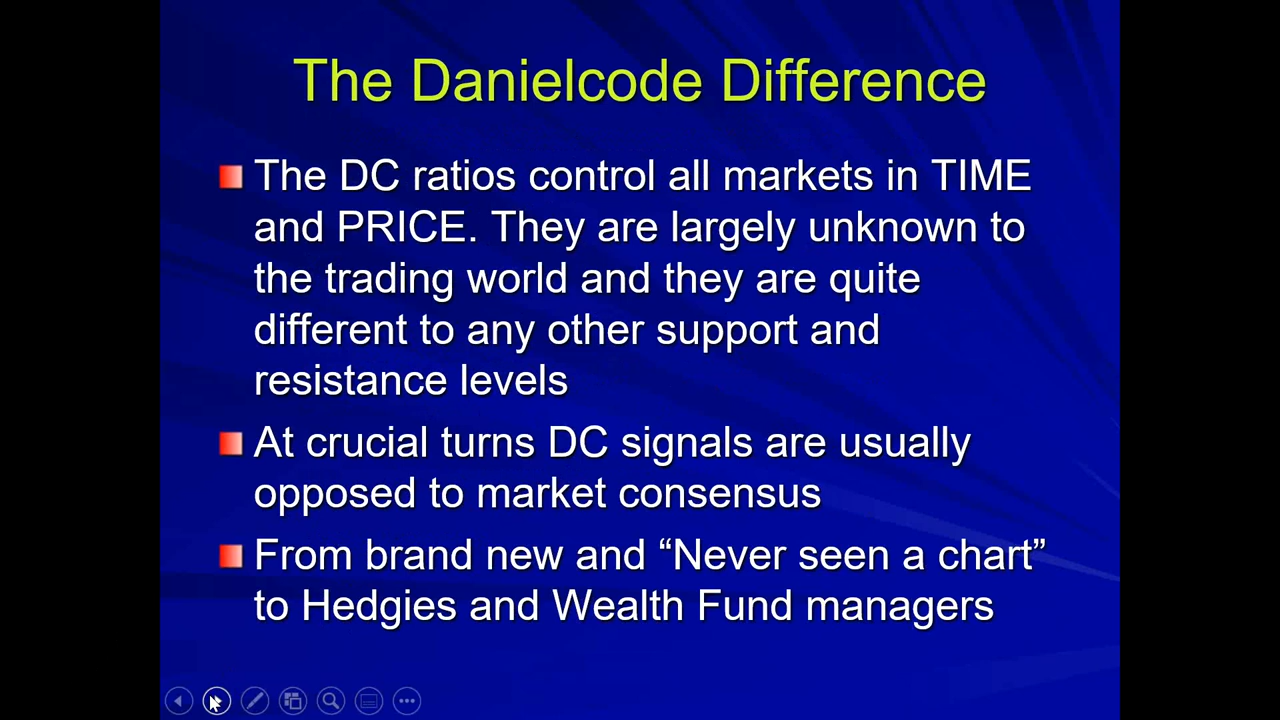 The Danielcode Difference
The DC ratios control all markets in TIME
and PRICE. They are largely unknown to
the trading world and they are quite
different to any other support and
resistance levels
At crucial turns DC signals are usually
opposed to market consensus
From brand new and “Never seen a chart”
to Hedgies and Wealth Fund managers